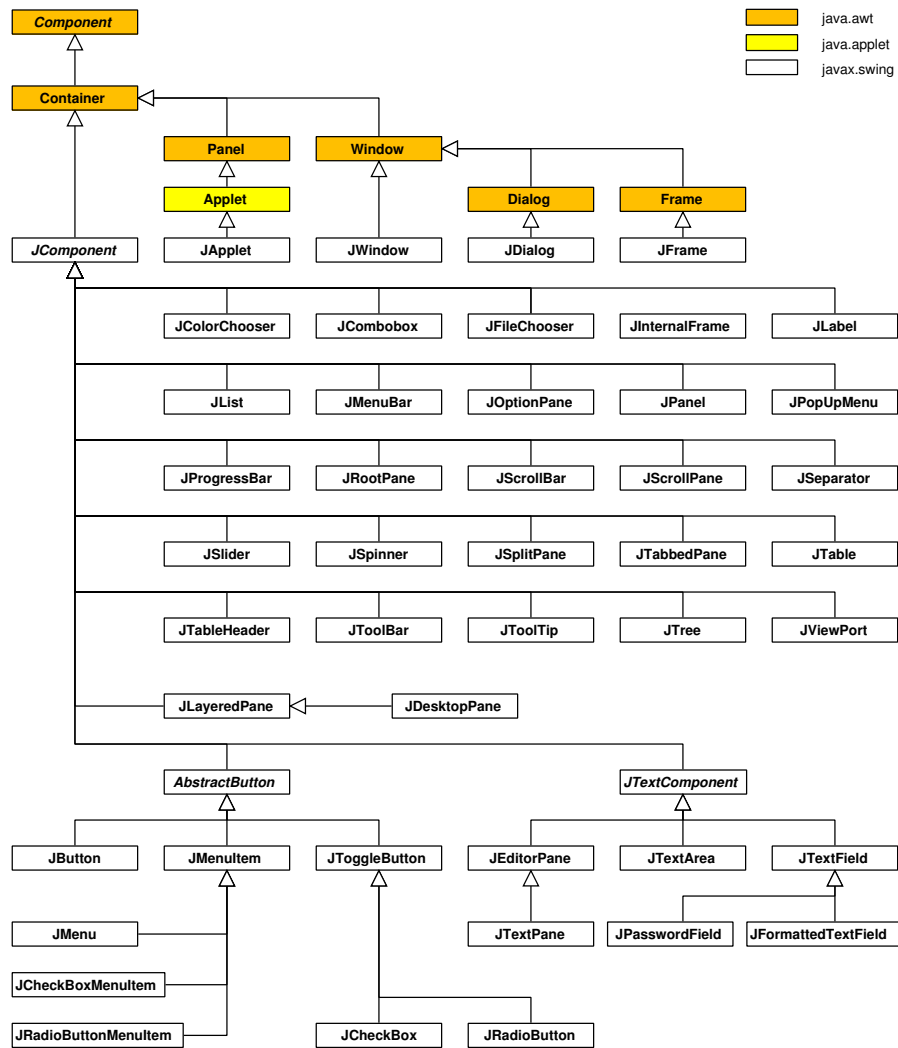 Component
java.awt
java.applet
javax.swing
Container
Panel
Window
Applet
Dialog
Frame
JComponent
JApplet
JWindow
JDialog
JFrame
JColorChooser
JCombobox
JFileChooser
JInternalFrame
JLabel
JList
JMenuBar
JOptionPane
JPanel
JPopUpMenu
JProgressBar
JRootPane
JScrollBar
JScrollPane
JSeparator
JSlider
JSpinner
JSplitPane
JTabbedPane
JTable
JTableHeader
JToolBar
JToolTip
JTree
JViewPort
JLayeredPane
JDesktopPane
AbstractButton
JTextComponent
JButton
JMenuItem
JToggleButton
JEditorPane
JTextArea
JTextField
JMenu
JTextPane
JPasswordField
JFormattedTextField
JCheckBoxMenuItem
JRadioButtonMenuItem
JCheckBox
JRadioButton